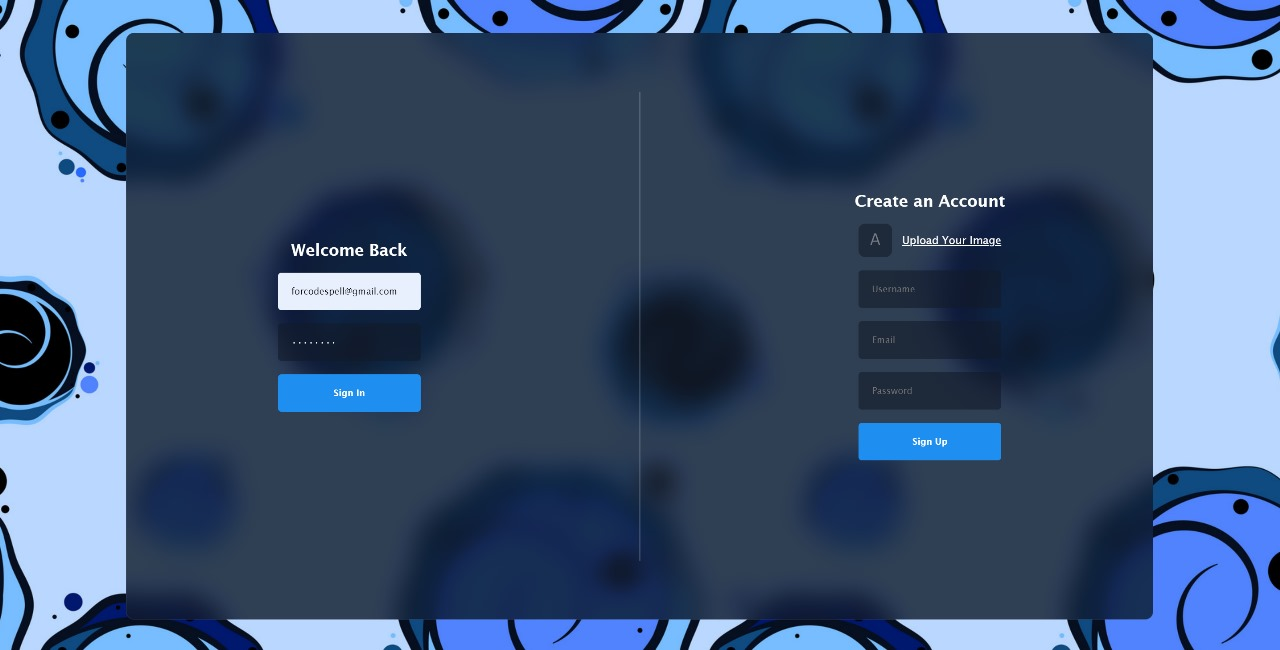 Welcome Back
forcodespell@gmail.com
........
Sign In
Create an Account
A
Upload Your Image
Username
Email
Password
Sign Up